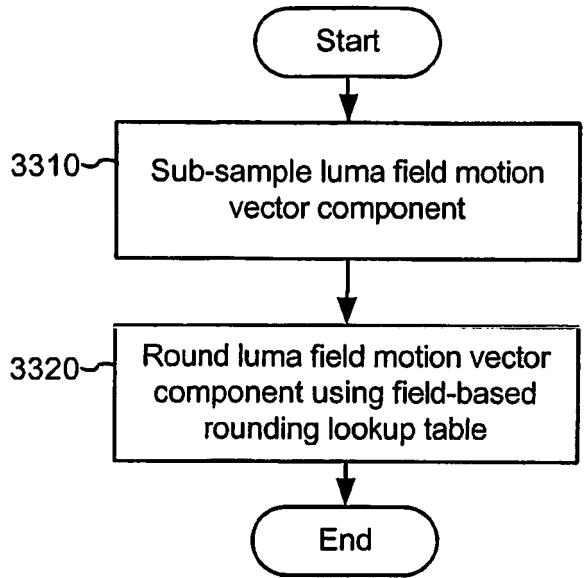 Start
3310
Sub-sample luma field motion
vector component
3320
Round luma field motion vector
component using field-based
rounding lookup table
End